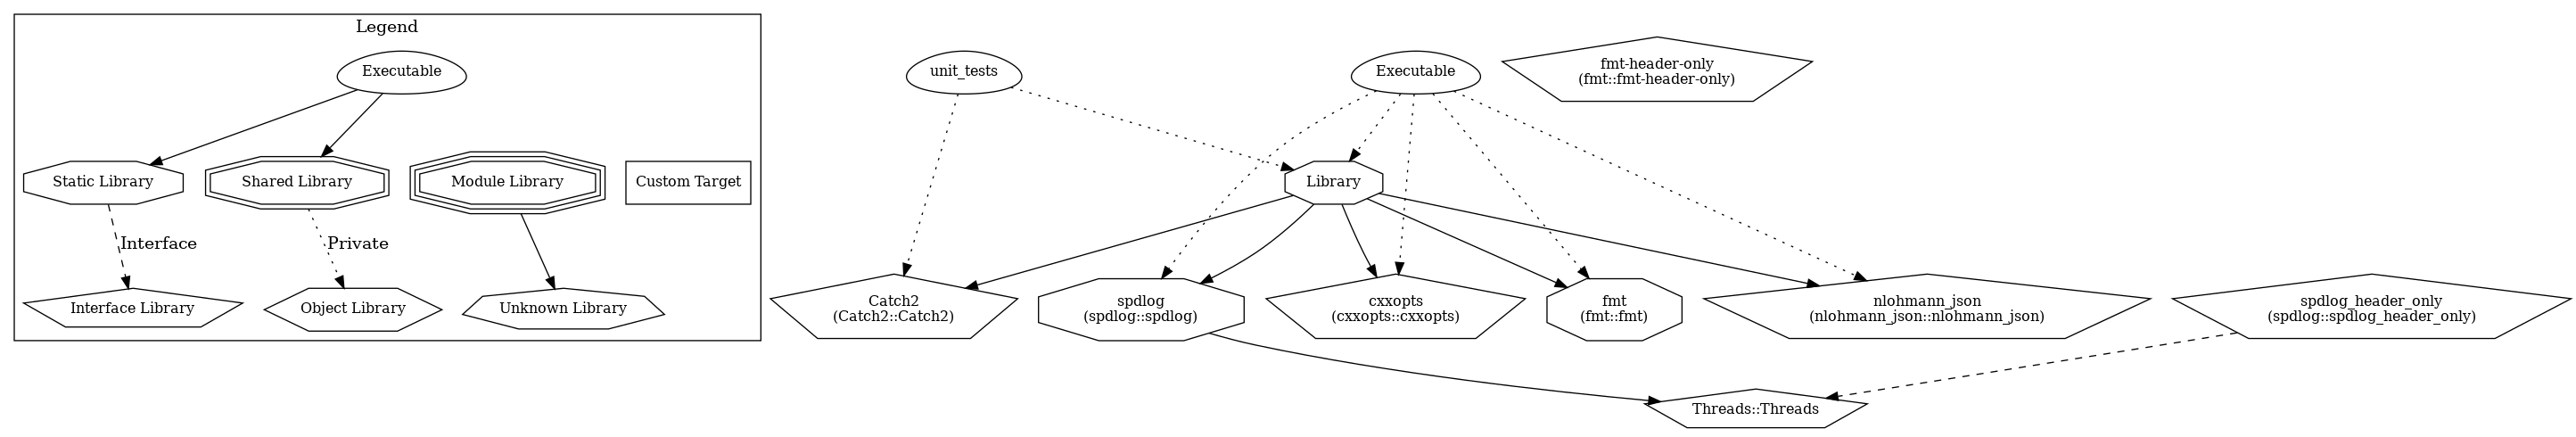 Legend
Executable
Static Library
Shared Library
Module Library
Custom Target
Interface
Private
Interface Library
Object Library
Unknown Library
unit_tests
Executable
fmt-header-only
(fmt::fmt-header-only)
Library
Catch2
(Catch2::Catch2)
spdlog
(spdlog::spdlog)
cxxopts
(cxxopts::cxxopts)
fmt
(fmt::fmt)
nlohmann_json
(nlohmann_json::nlohmann_json)
spdlog_header_only
(spdlog::spdlog_header_only)
Threads::Threads